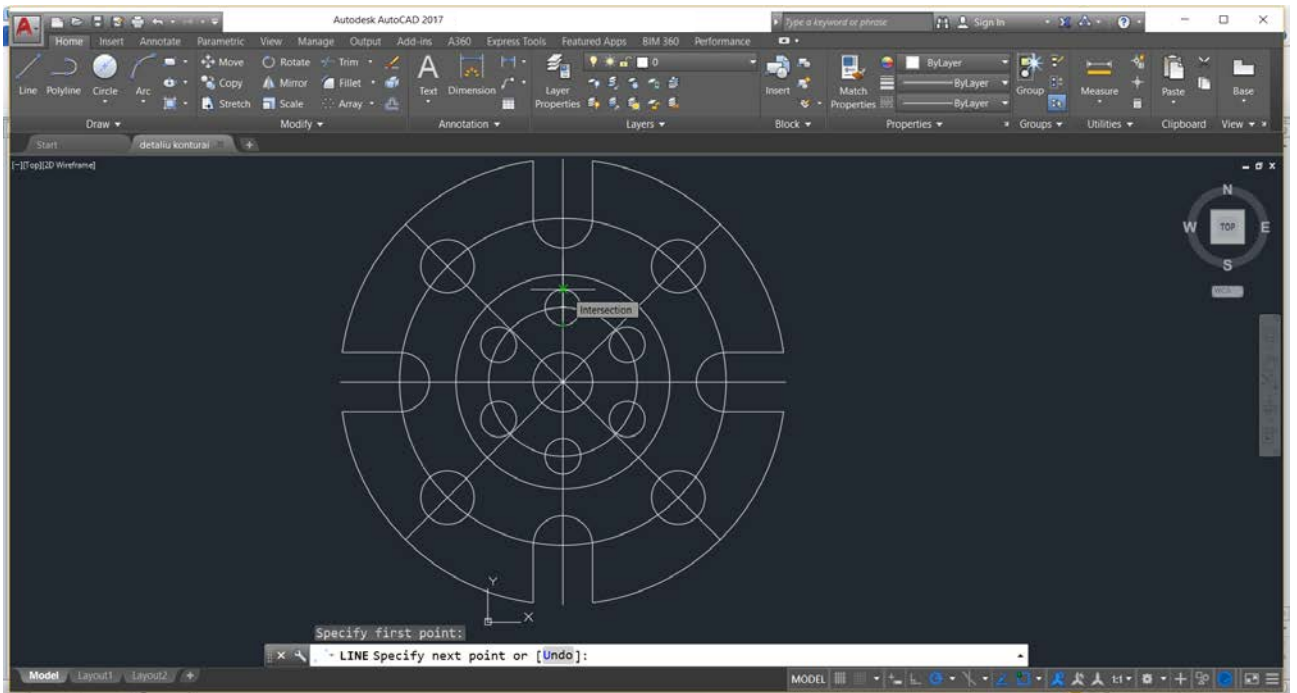 A Autodesk AutoCAD 2017 Type a keyword or phrase Sign In
Home Insert Annotate Parametric View Manage Output Add-ins A360 Express Tools Featured Apps BIM 360 Performance
Line Polyline Circle Arc
Move Rotate Trim
Copy Mirror Fillet
Stretch Scale Array
A Text Dimension
Layer Properties 0
Insert
Match Properties ByLayer
ByLayer
ByLayer
Group Measure Paste Base
Draw Modify Annotation Layers Block Properties Groups Utilities Clipboard View
Start detaliu konturai
[-][Top][2D Wireframe]
N
W TOP E
S
WCS
Intersection
Y
X
Specify first point:
LINE Specify next point or [Undo]:
Model Layout1 Layout2 + MODEL 1:1